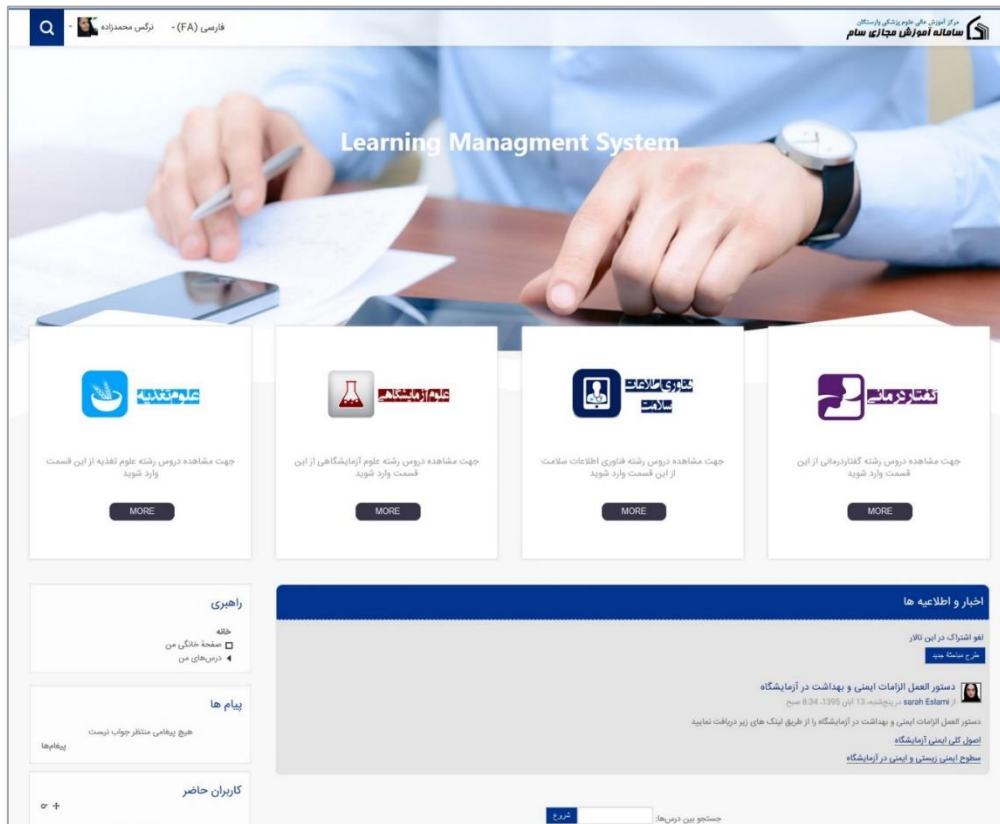 مرکز آموزش عالی علوم پزشکی وارستگان
سامانه آموزش مجازی سام
فارسی (FA)
نرگس محمدزاده
Learning Managment System
گفتاردرمانی
جهت مشاهده دروس رشته گفتاردرمانی از این
قسمت وارد شوید
MORE
فناوری اطلاعات
سلامت
جهت مشاهده دروس رشته فناوری اطلاعات سلامت
از این قسمت وارد شوید
MORE
علوم آزمایشگاهی
جهت مشاهده دروس رشته علوم آزمایشگاهی از این
قسمت وارد شوید
MORE
علوم تغذیه
جهت مشاهده دروس رشته علوم تغذیه از این قسمت
وارد شوید
MORE
اخبار و اطلاعیه ها
لغو اشتراک در این تالار
طرح مباحثهٔ جدید
دستور العمل الزامات ایمنی و بهداشت در آزمایشگاه
از sarah Eslami در پنج‌شنبه، 13 آبان 1395، 8:34 صبح
دستور العمل الزامات ایمنی و بهداشت در آزمایشگاه را از طریق لینک های زیر دریافت نمایید
اصول کلی ایمنی آزمایشگاه
سطوح ایمنی زیستی و ایمنی در آزمایشگاه
جستجو بین درس‌ها:
شروع
راهبری
خانه
صفحهٔ خانگی من
درس‌های من
پیام ها
هیچ پیغامی منتظر جواب نیست
پیغام‌ها
کاربران حاضر